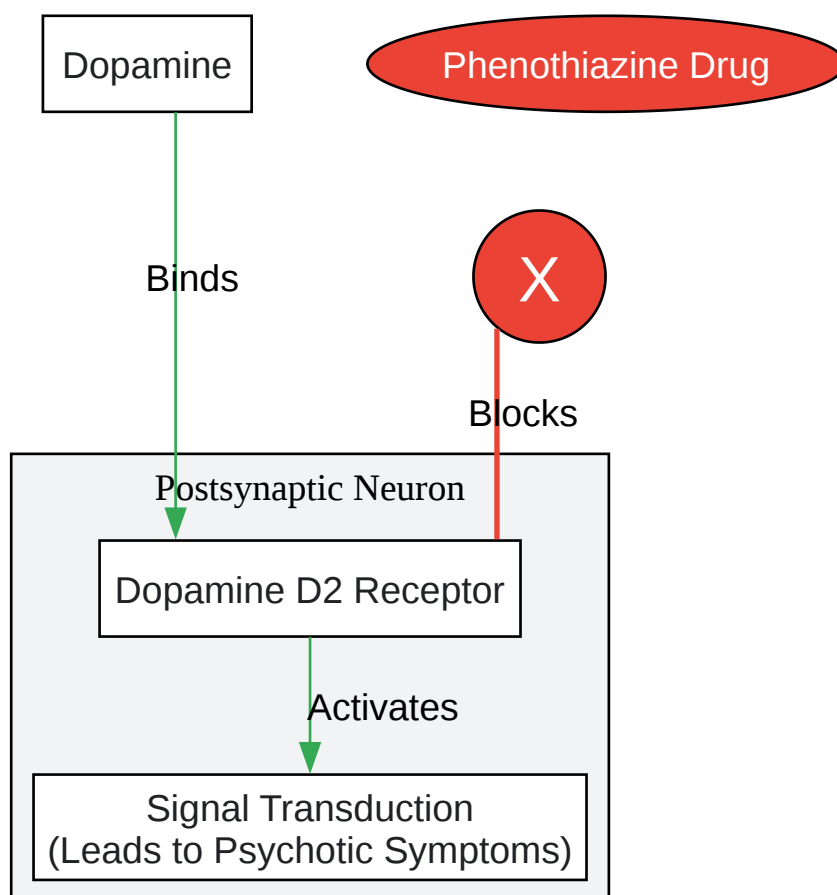 Dopamine
Phenothiazine Drug
Binds
X
Blocks
Postsynaptic Neuron
Dopamine D2 Receptor
Activates
Signal Transduction
(Leads to Psychotic Symptoms)